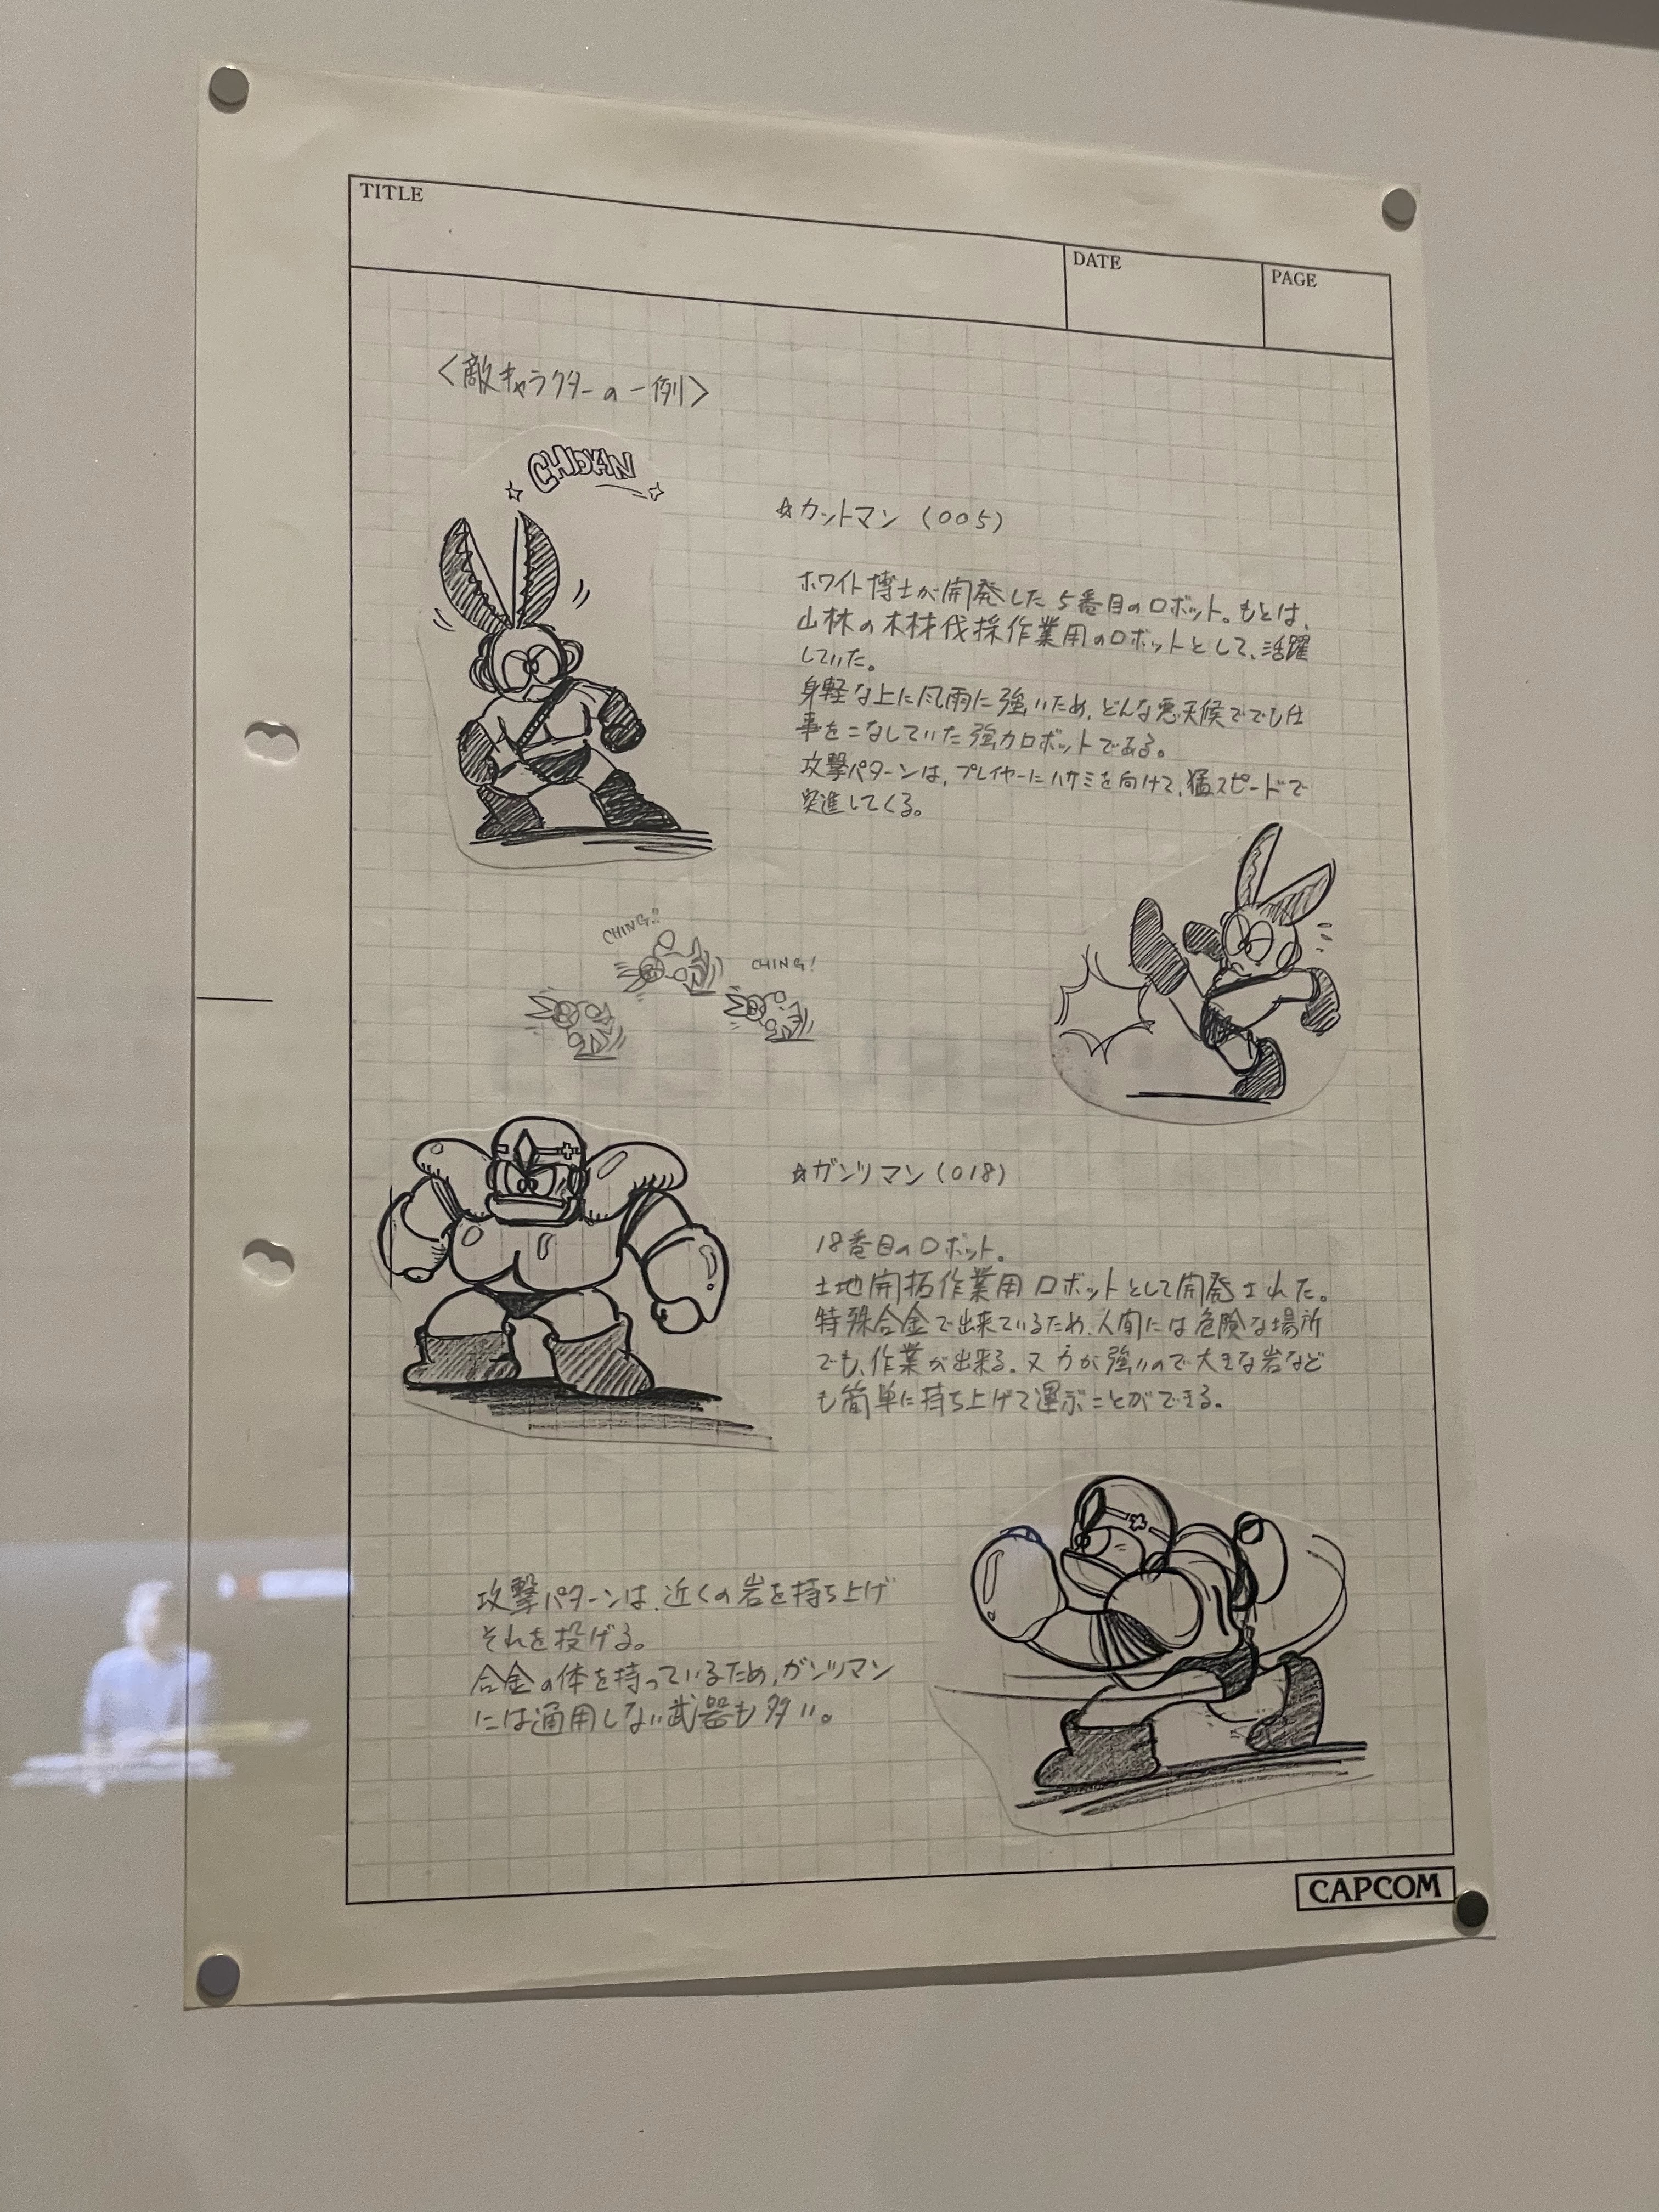 TITLE
DATE
PAGE
<敵キャラクターの一例>
CHOKAN
☆カットマン (005)
ホワイト博士が開発した5番目のロボット。もとは、
山林の木材伐採作業用のロボットとして、活躍
していた。
身軽な上に風雨に強いため、どんな悪天候ででも仕
事をこなしていた強力ロボットである。
攻撃パターンは、プレイヤーにハサミを向けて、猛スピードで
突進してくる。
CHING!!
CHING!
☆ガンツマン (018)
18番目のロボット。
土地開拓作業用ロボットとして開発された。
特殊合金で出来ているため、人間には危険な場所
でも、作業が出来る。又力が強いので大きな岩など
も簡単に持ち上げて運ぶことができる。
攻撃パターンは、近くの岩を持ち上げ
それを投げる。
合金の体を持っているため、ガンツマン
には通用しない武器も多い。
CAPCOM